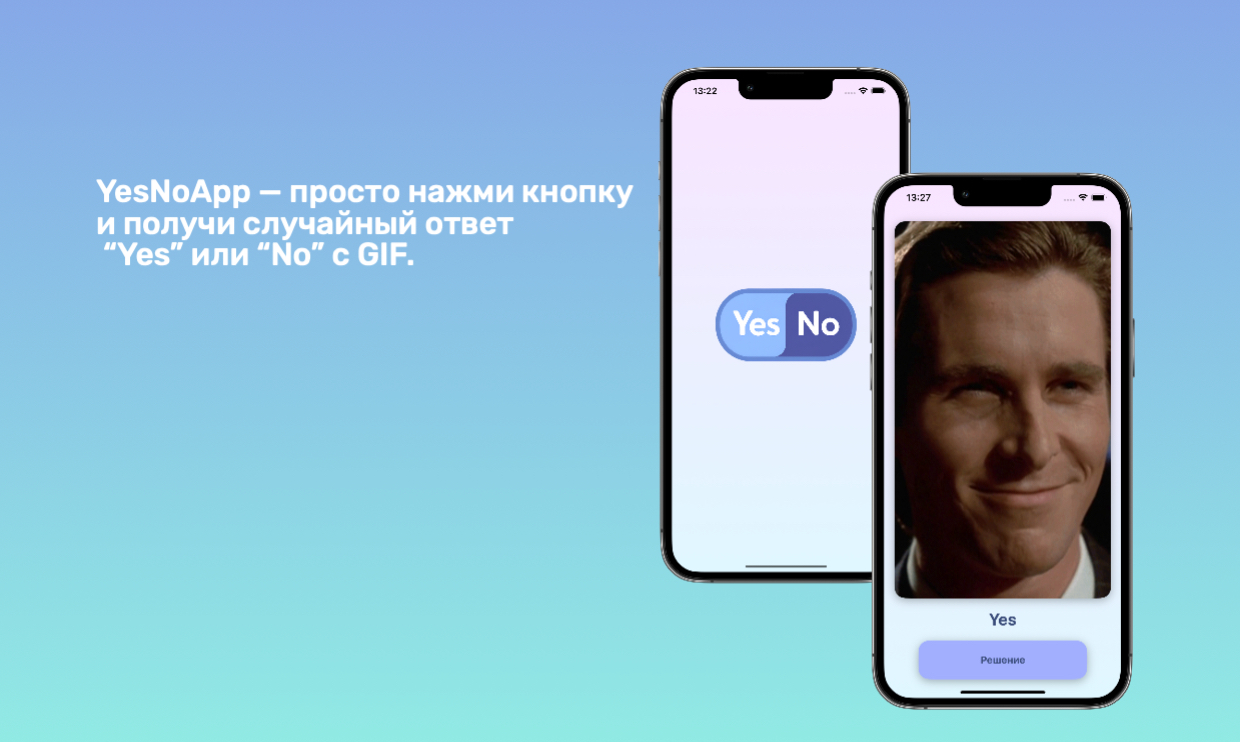 YesNoApp — просто нажми кнопку
и получи случайный ответ
“Yes” или “No” с GIF.
13:22
Yes No
13:27
Yes
Решение